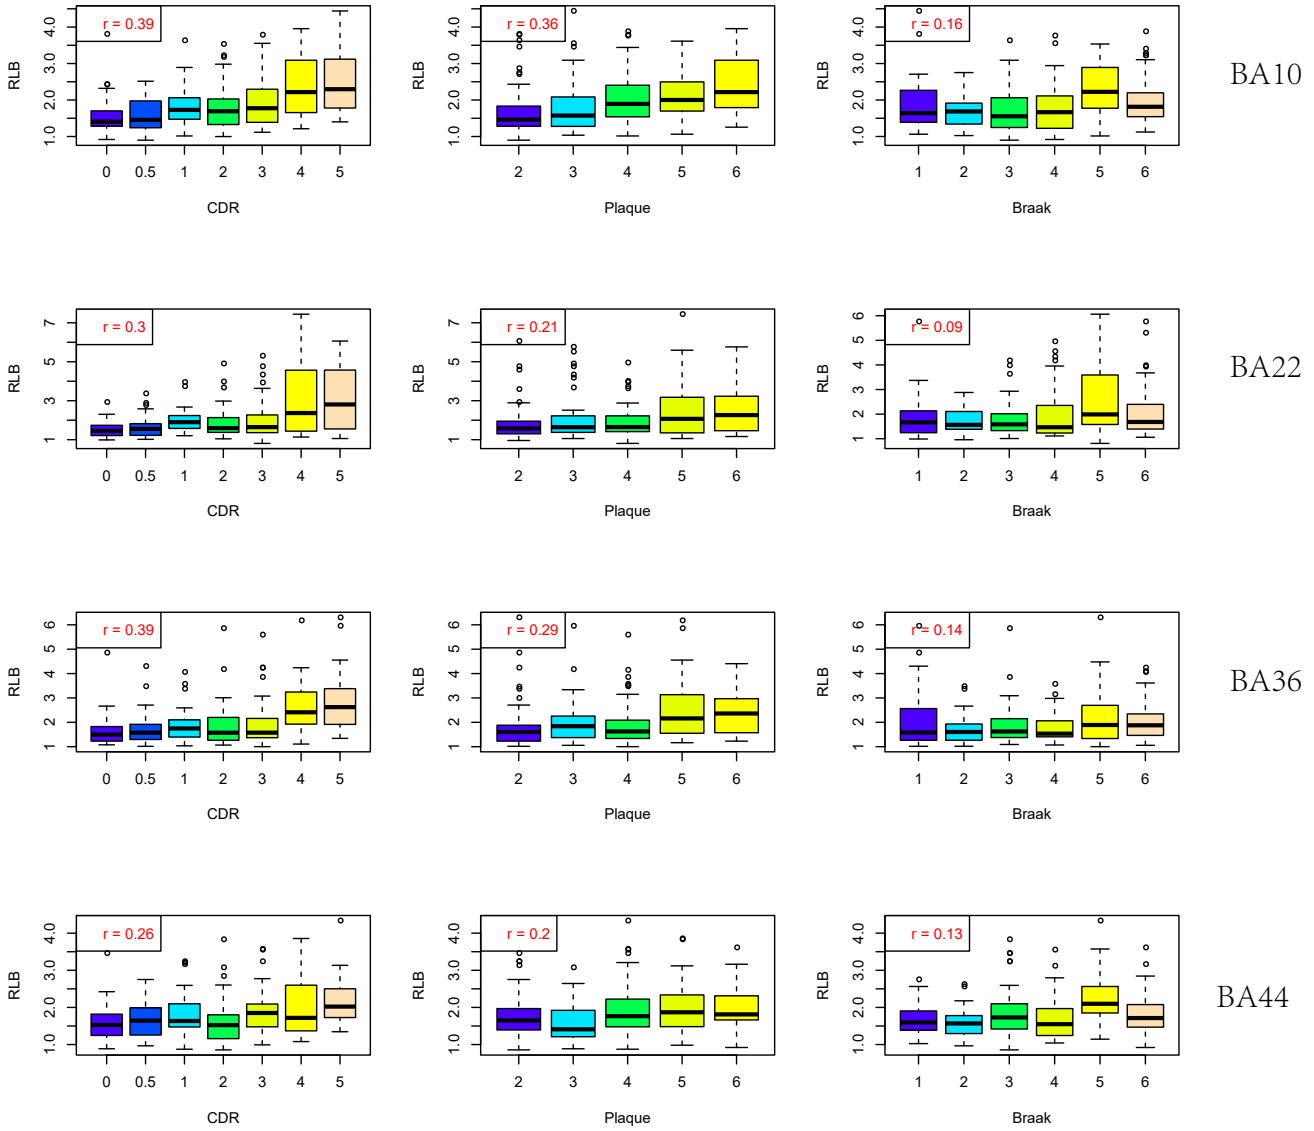 r = 0.39
RLB
1.0 2.0 3.0 4.0
0 0.5 1 2 3 4 5
CDR
r = 0.36
RLB
1.0 2.0 3.0 4.0
2 3 4 5 6
Plaque
r = 0.16
RLB
1.0 2.0 3.0 4.0
1 2 3 4 5 6
Braak
BA10
r = 0.3
RLB
1 3 5 7
0 0.5 1 2 3 4 5
CDR
r = 0.21
RLB
1 3 5 7
2 3 4 5 6
Plaque
r = 0.09
RLB
1 2 3 4 5 6
1 2 3 4 5 6
Braak
BA22
r = 0.39
RLB
1 2 3 4 5 6
0 0.5 1 2 3 4 5
CDR
r = 0.29
RLB
1 2 3 4 5 6
2 3 4 5 6
Plaque
r = 0.14
RLB
1 2 3 4 5 6
1 2 3 4 5 6
Braak
BA36
r = 0.26
RLB
1.0 2.0 3.0 4.0
0 0.5 1 2 3 4 5
CDR
r = 0.2
RLB
1.0 2.0 3.0 4.0
2 3 4 5 6
Plaque
r = 0.13
RLB
1.0 2.0 3.0 4.0
1 2 3 4 5 6
Braak
BA44